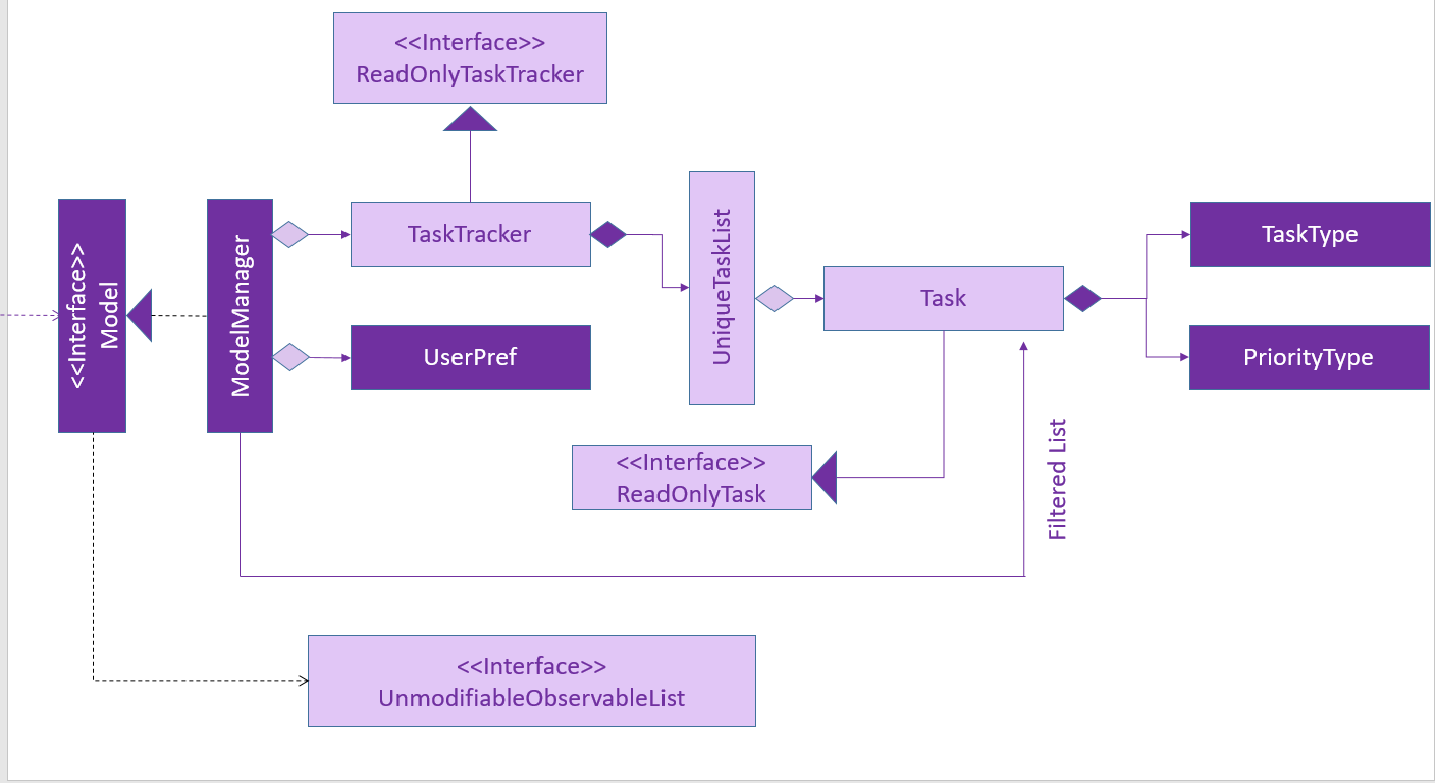 <<Interface>>
ReadOnlyTaskTracker
<<Interface>>
Model
ModelManager
TaskTracker
UserPref
UniqueTaskList
Task
TaskType
PriorityType
<<Interface>>
ReadOnlyTask
Filtered List
<<Interface>>
UnmodifiableObservableList